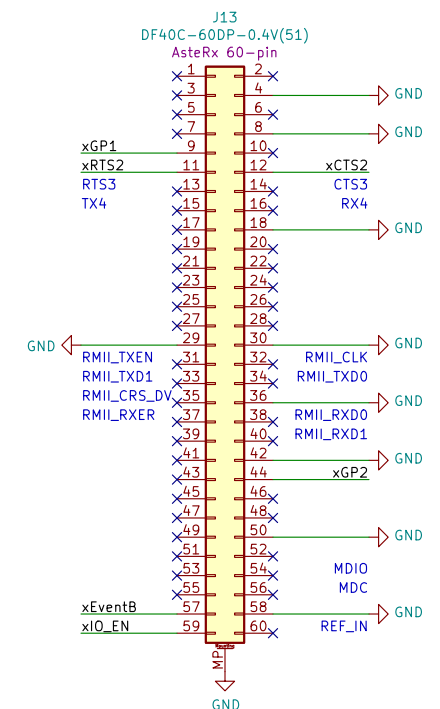 J13
DF40C-60DP-0.4V(51)
AsteRx 60-pin
1 2
3 4 GND
5 6
7 8 GND
xGP1 9 10
xRTS2 11 12 xCTS2
RTS3 13 14 CTS3
TX4 15 16 RX4
17 18 GND
19 20
21 22
23 24
25 26
27 28
GND 29 30 GND
RMII_TXEN 31 32 RMII_CLK
RMII_TXD1 33 34 RMII_TXD0
RMII_CRS_DV 35 36 GND
RMII_RXER 37 38 RMII_RXD0
39 40 RMII_RXD1
41 42 GND
43 44 xGP2
45 46
47 48
49 50 GND
51 52
53 54 MDIO
55 56 MDC
xEventB 57 58 GND
xIO_EN 59 60 REF_IN
MP
GND